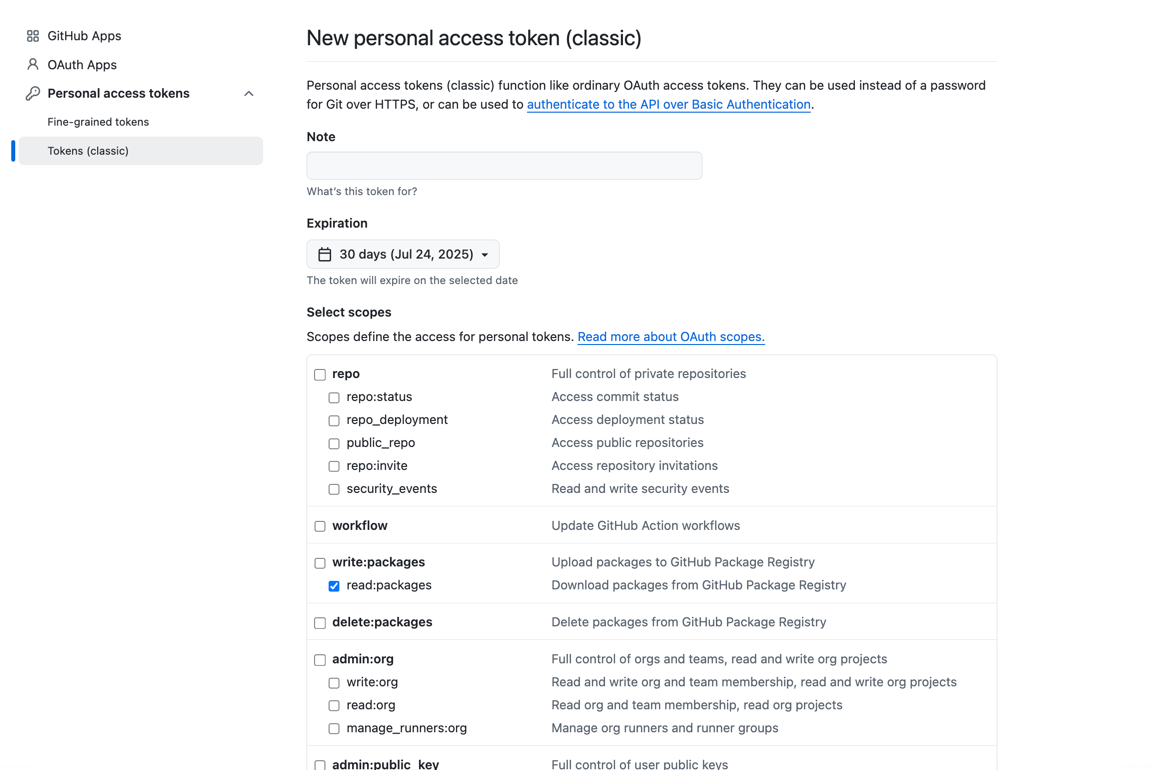 GitHub Apps
OAuth Apps
Personal access tokens
Fine-grained tokens
Tokens (classic)
New personal access token (classic)
Personal access tokens (classic) function like ordinary OAuth access tokens. They can be used instead of a password
for Git over HTTPS, or can be used to authenticate to the API over Basic Authentication.
Note
What's this token for?
Expiration
30 days (Jul 24, 2025)
The token will expire on the selected date
Select scopes
Scopes define the access for personal tokens. Read more about OAuth scopes.
repo Full control of private repositories
repo:status Access commit status
repo_deployment Access deployment status
public_repo Access public repositories
repo:invite Access repository invitations
security_events Read and write security events
workflow Update GitHub Action workflows
write:packages Upload packages to GitHub Package Registry
read:packages Download packages from GitHub Package Registry
delete:packages Delete packages from GitHub Package Registry
admin:org Full control of orgs and teams, read and write org projects
write:org Read and write org and team membership, read and write org projects
read:org Read org and team membership, read org projects
manage_runners:org Manage org runners and runner groups
admin:public_key Full control of user public keys